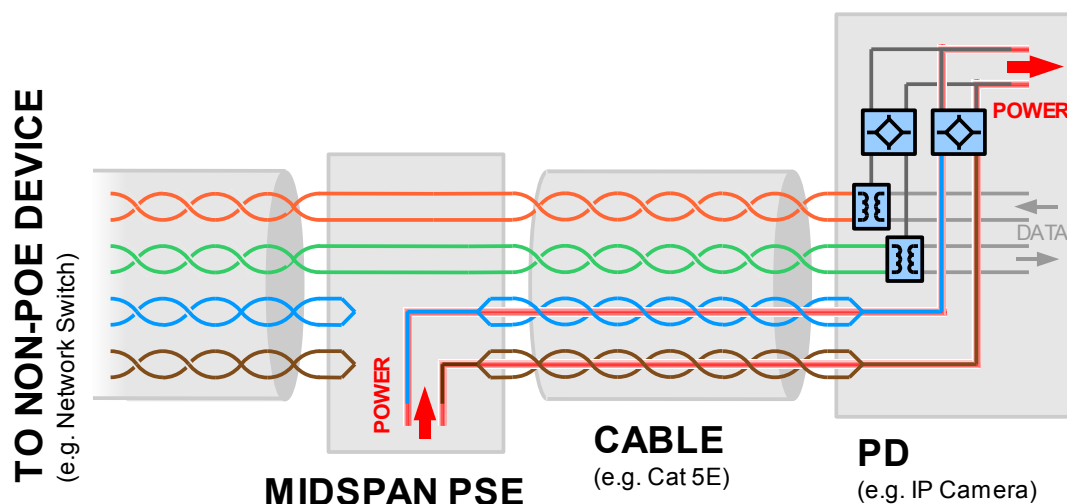 TO NON-POE DEVICE
(e.g. Network Switch)
POWER
MIDSPAN PSE
CABLE
(e.g. Cat 5E)
POWER
DATA
PD
(e.g. IP Camera)